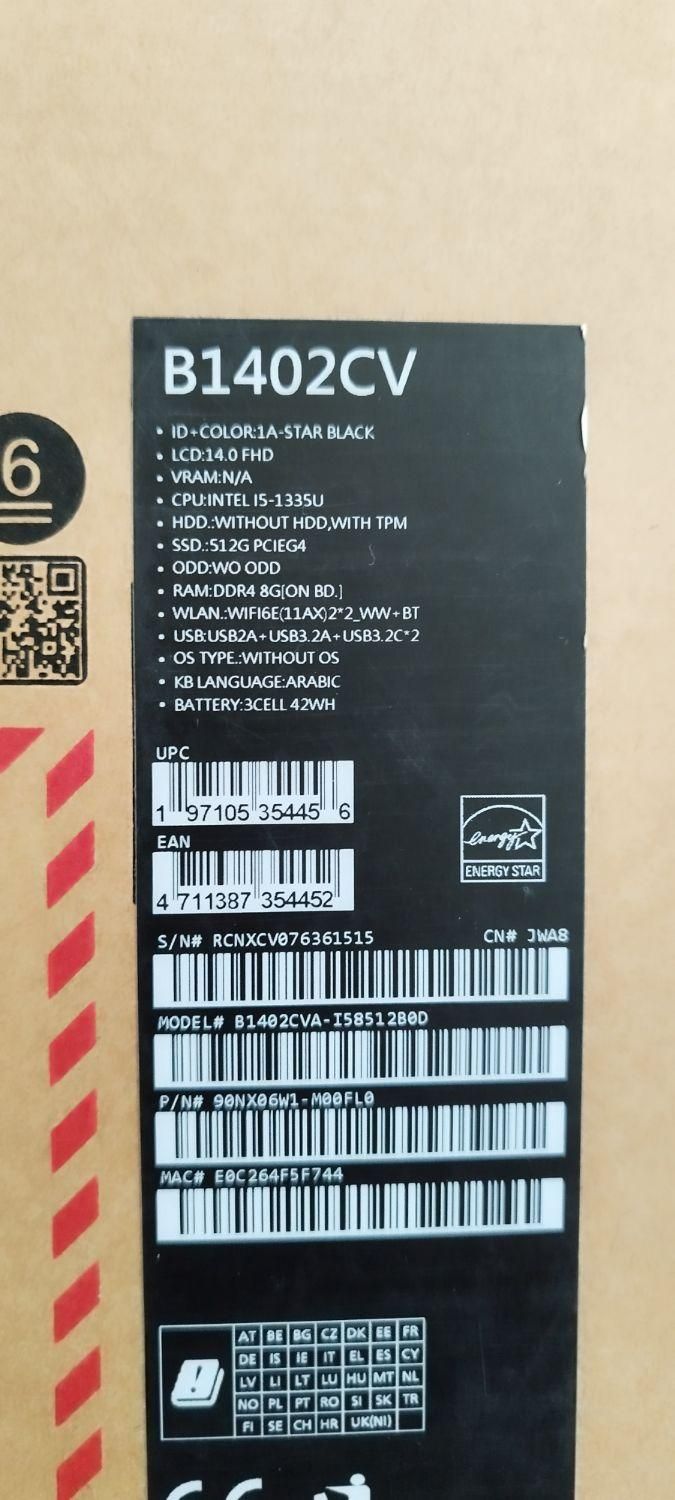 B1402CV
• ID+COLOR:1A-STAR BLACK
• LCD:14.0 FHD
• VRAM:N/A
• CPU:INTEL I5-1335U
• HDD.:WITHOUT HDD,WITH TPM
• SSD.:512G PCIEG4
• ODD:WO ODD
• RAM:DDR4 8G[ON BD.]
• WLAN.:WIFI6E(11AX)2*2_WW+BT
• USB:USB2A+USB3.2A+USB3.2C*2
• OS TYPE.:WITHOUT OS
• KB LANGUAGE:ARABIC
• BATTERY:3CELL 42WH
6
UPC
1 97105 35445 6
EAN
4 711387 354452
energy
ENERGY STAR
S/N# RCNXCV076361515 CN# JWA8
MODEL# B1402CVA-I58512B0D
P/N# 90NX06W1-M00FL0
MAC# E0C264F5F744
AT BE BG CZ DK EE FR
DE IS IE IT EL ES CY
LV LI LT LU HU MT NL
NO PL PT RO SI SK TR
FI SE CH HR UK(NI)
CE